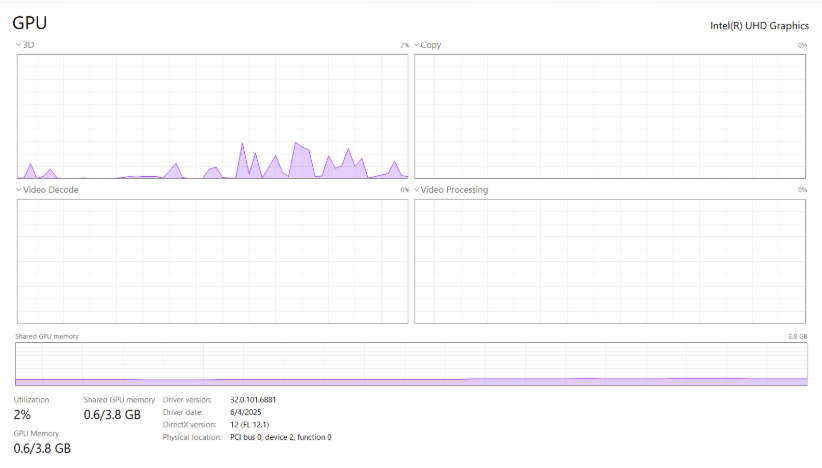 GPU
Intel(R) UHD Graphics
3D 2%
Copy 0%
Video Decode 0%
Video Processing 0%
Shared GPU memory 3.8 GB
Utilization
2%
Shared GPU memory
0.6/3.8 GB
GPU Memory
0.6/3.8 GB
Driver version: 32.0.101.6881
Driver date: 6/4/2025
DirectX version: 12 (FL 12.1)
Physical location: PCI bus 0, device 2, function 0